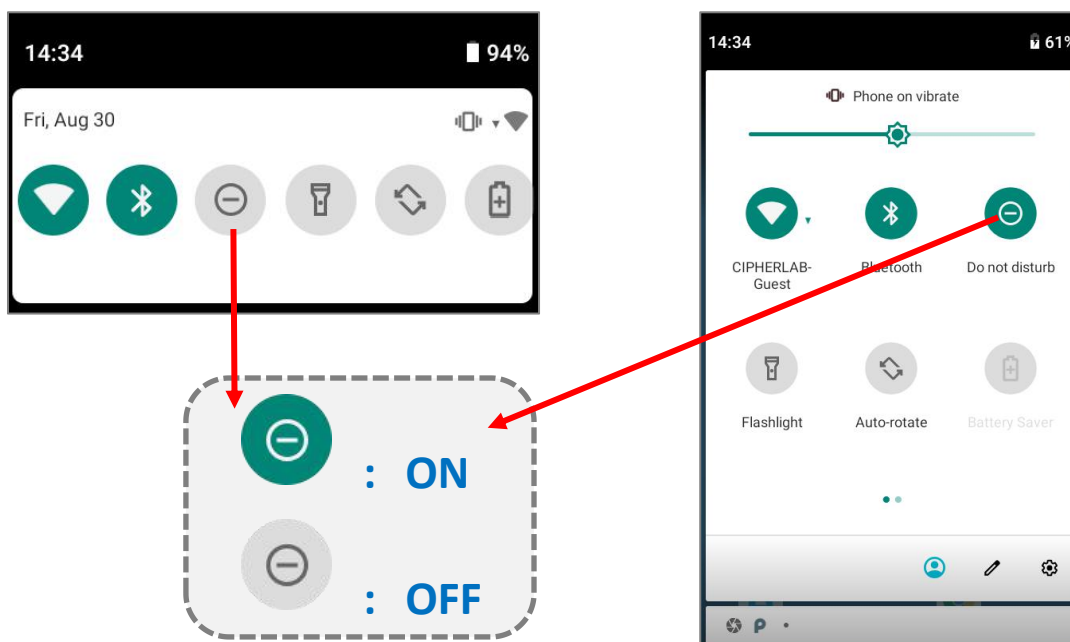 14:34
94%
Fri, Aug 30
: ON
: OFF
14:34
61%
Phone on vibrate
CIPHERLAB-
Guest
Bluetooth
Do not disturb
Flashlight
Auto-rotate
Battery Saver